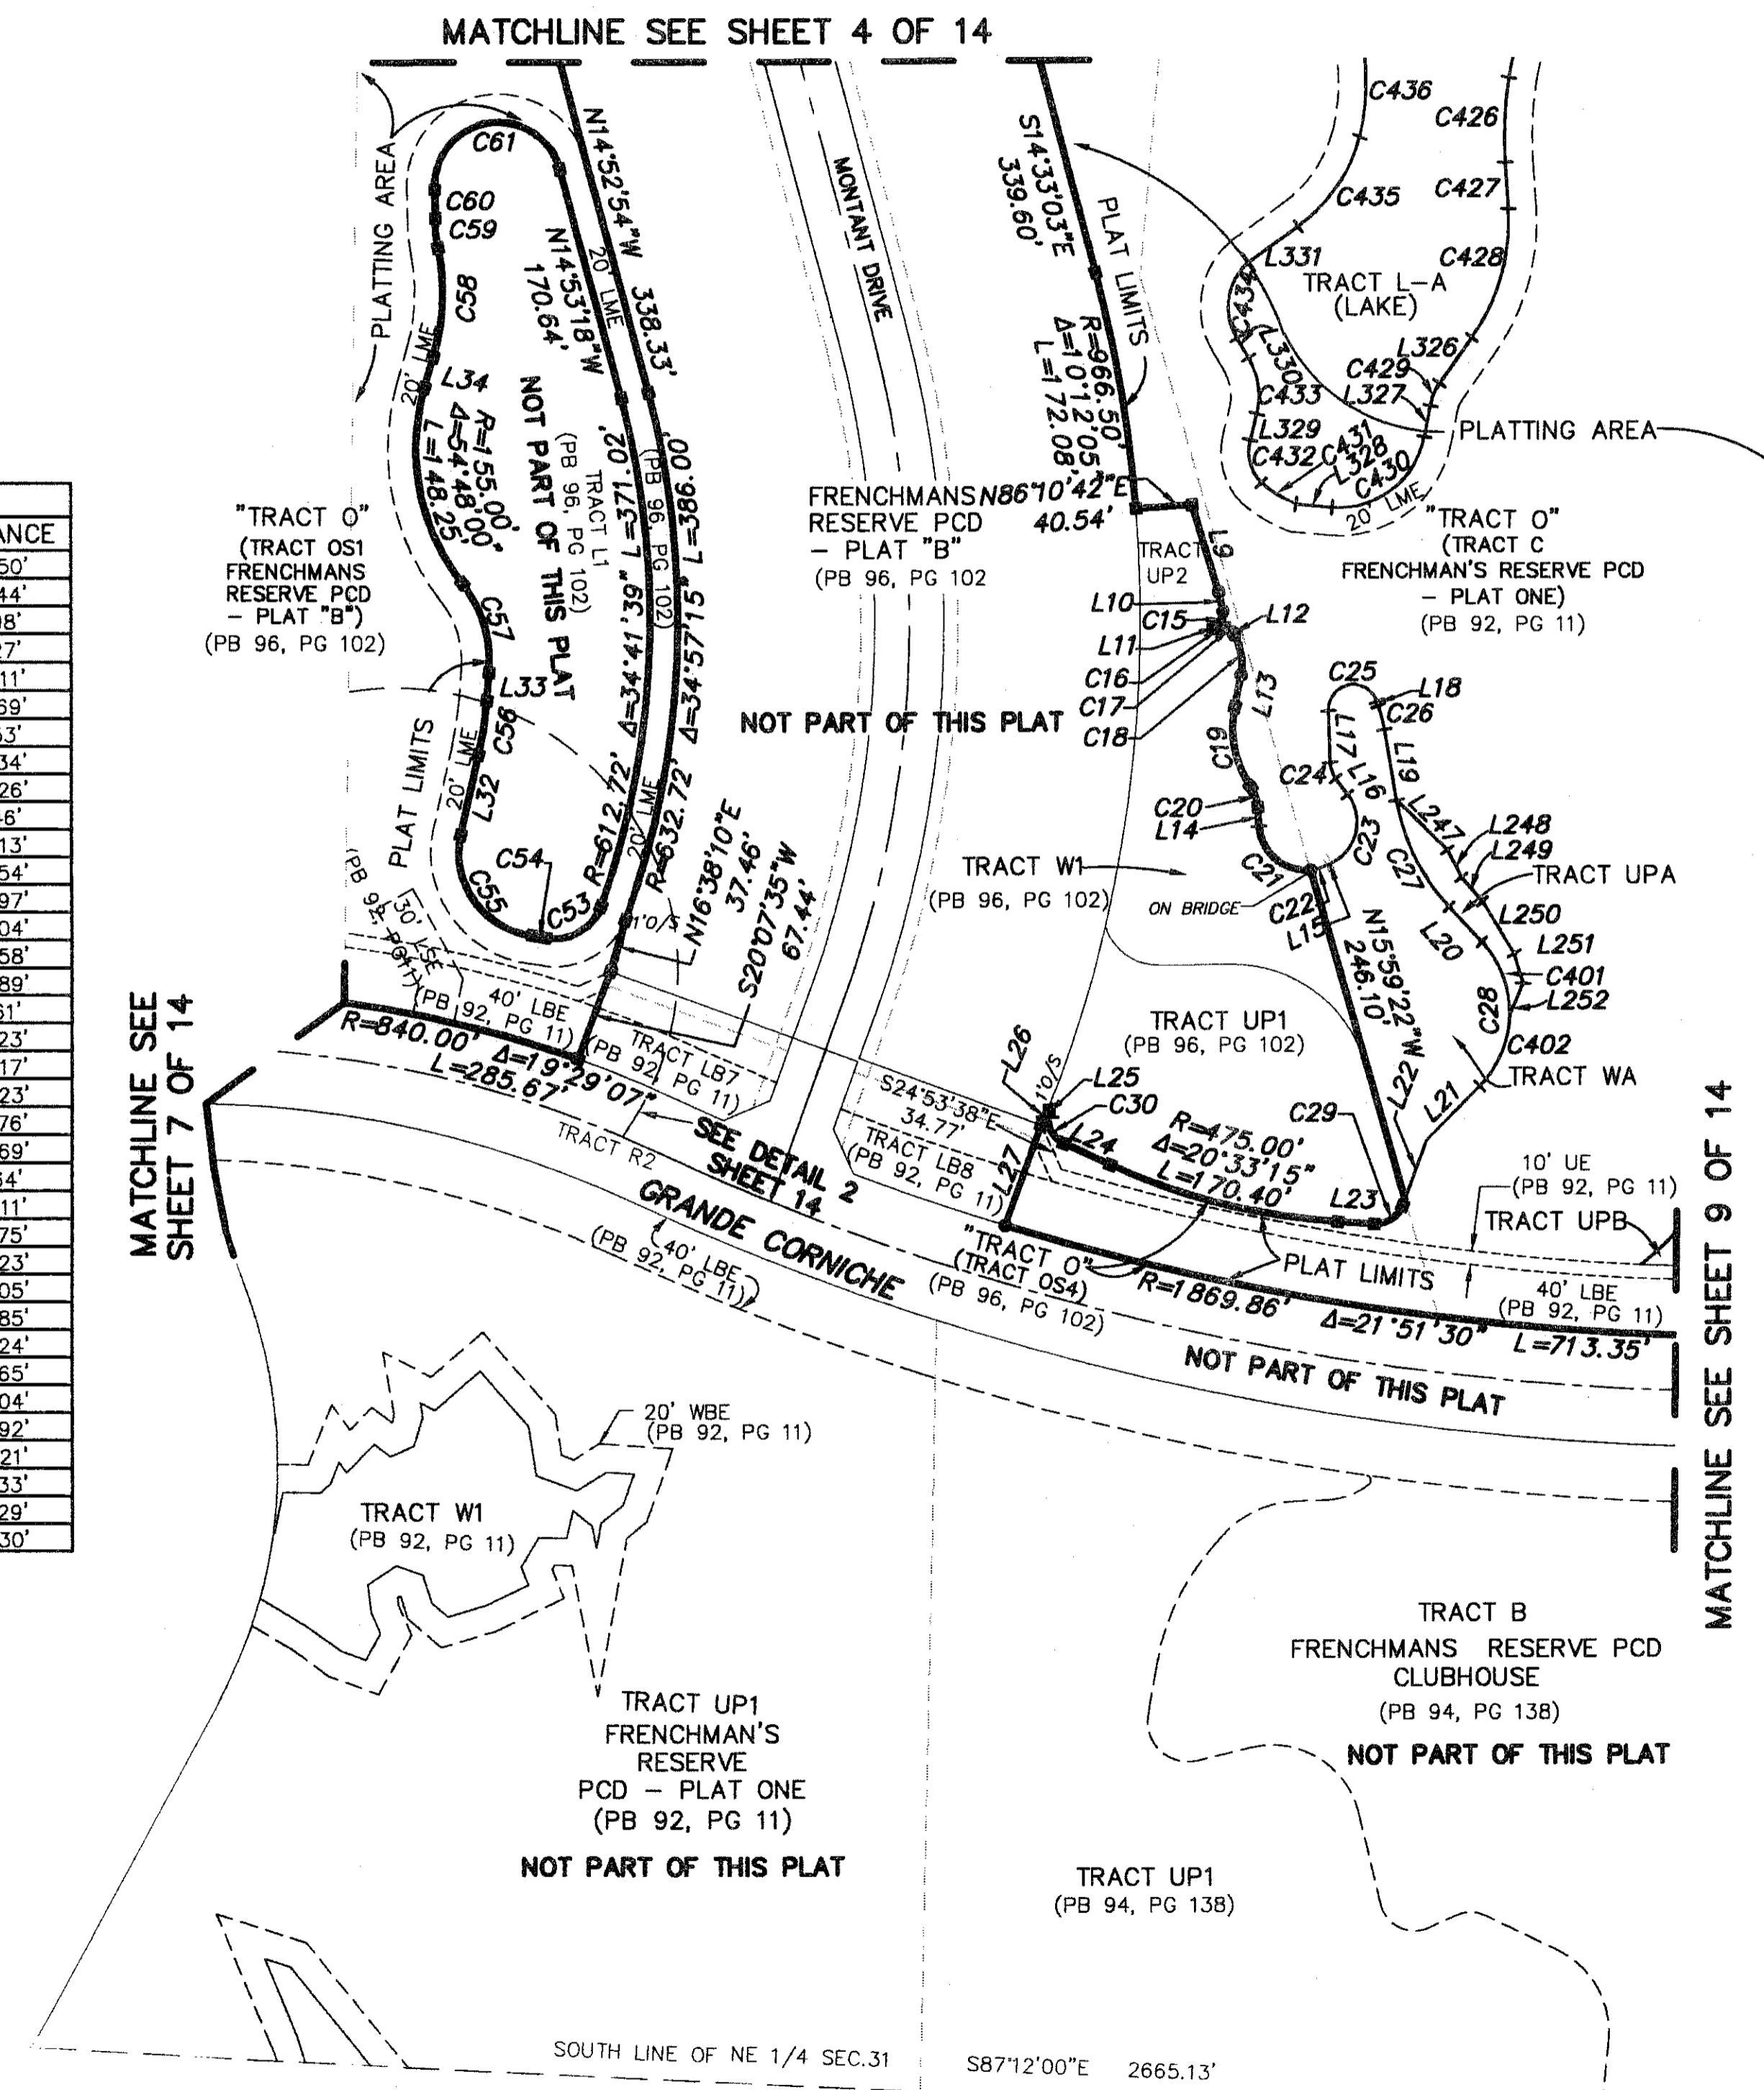 MATCHLINE SEE SHEET 4 OF 14
PLATTING AREA
C61
C60
C59
C58
N14°52'54"W 338.33'
N14°53'18"W
170.64'
20' LME
20' LME
L34
R=155.00'
Δ=54°48'00"
L=148.25'
NOT PART OF THIS PLAT
TRACT L1
(PB 96, PG 102)
(PB 96, PG 102)
R=612.72' Δ=34°41'39" L=371.02'
R=632.72' Δ=34°57'15" L=386.00'
20' LME
C57
L33
C56
20' LME
L32
C55
C54
C53
PLAT LIMITS
"TRACT O"
(TRACT OS1
FRENCHMANS
RESERVE PCD
– PLAT "B")
(PB 96, PG 102)
MONTANT DRIVE
S14°33'03"E
339.60'
PLAT LIMITS
R=966.50'
Δ=10°12'05"
L=172.08'
FRENCHMANS
RESERVE PCD
– PLAT "B"
(PB 96, PG 102
N86°10'42"E
40.54'
TRACT
UP2
L9
L10
C15
L11
C16
C17
C18
L12
L13
C19
C20
L14
C21
C22
L15
C23
C24
L16
L17
C25
L18
C26
L19
L247
L248
L249
TRACT UPA
C27
L250
L20
L251
C401
L252
C28
C402
TRACT WA
L21
L22
C29
C436
C426
C435
C427
C428
L331
TRACT L–A
(LAKE)
C434
L330
L326
C429
L327
C433
L329
C432
C431
L328
C430
20' LME
PLATTING AREA
"TRACT O"
(TRACT C
FRENCHMAN'S RESERVE PCD
– PLAT ONE)
(PB 92, PG 11)
NOT PART OF THIS PLAT
TRACT W1
(PB 96, PG 102)
ON BRIDGE
N15°59'22"W
246.10'
TRACT UP1
(PB 96, PG 102)
1'O/S
N16°38'10"E
37.46'
S20°07'35"W
67.44'
30' LSE
(PB 92, PG 11)
(PB 92, PG 11)
40' LBE
(PB 92, PG 11)
R=840.00' Δ=19°29'07"
L=285.67'
TRACT LB7
(PB 92, PG 11)
TRACT R2
SEE DETAIL 2
SHEET 14
GRANDE CORNICHE
40' LBE
(PB 92, PG 11)
L26
1'O/S
L25
C30
L24
S24°53'38"E
34.77'
TRACT LB8
(PB 92, PG 11)
L27
R=475.00'
Δ=20°33'15"
L=170.40'
L23
"TRACT O"
(TRACT OS4)
(PB 96, PG 102)
PLAT LIMITS
R=1869.86' Δ=21°51'30" L=713.35'
10' UE
(PB 92, PG 11)
TRACT UPB
40' LBE
(PB 92, PG 11)
NOT PART OF THIS PLAT
MATCHLINE SEE
SHEET 7 OF 14
MATCHLINE SEE SHEET 9 OF 14
20' WBE
(PB 92, PG 11)
TRACT W1
(PB 92, PG 11)
TRACT UP1
FRENCHMAN'S
RESERVE
PCD – PLAT ONE
(PB 92, PG 11)
NOT PART OF THIS PLAT
TRACT B
FRENCHMANS RESERVE PCD
CLUBHOUSE
(PB 94, PG 138)
NOT PART OF THIS PLAT
TRACT UP1
(PB 94, PG 138)
SOUTH LINE OF NE 1/4 SEC.31 S87°12'00"E 2665.13'